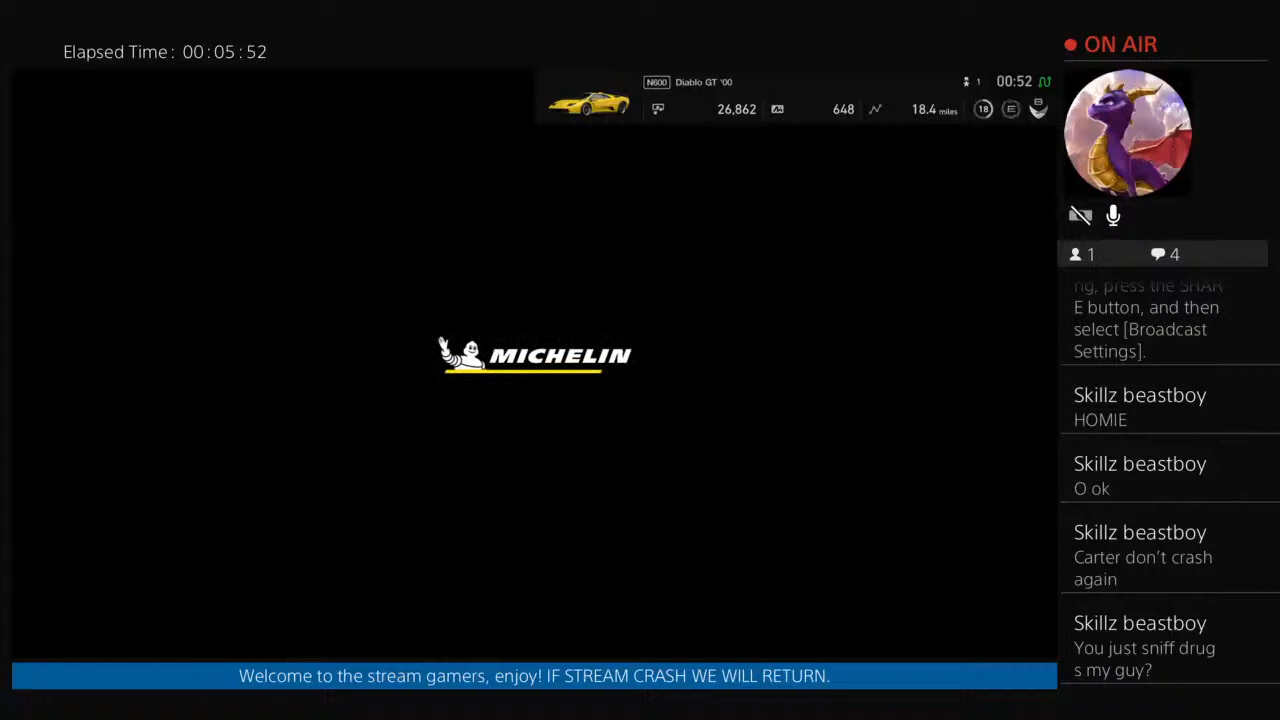 Elapsed Time: 00:05:52
ON AIR
N600 Diablo GT '00 1 00:52
26,862 648 18.4 miles 18 E B
1 4
ng, press the SHAR
E button, and then
select [Broadcast
Settings].
MICHELIN
Skillz beastboy
HOMIE
Skillz beastboy
O ok
Skillz beastboy
Carter don't crash
again
Skillz beastboy
You just sniff drug
s my guy?
Welcome to the stream gamers, enjoy! IF STREAM CRASH WE WILL RETURN.